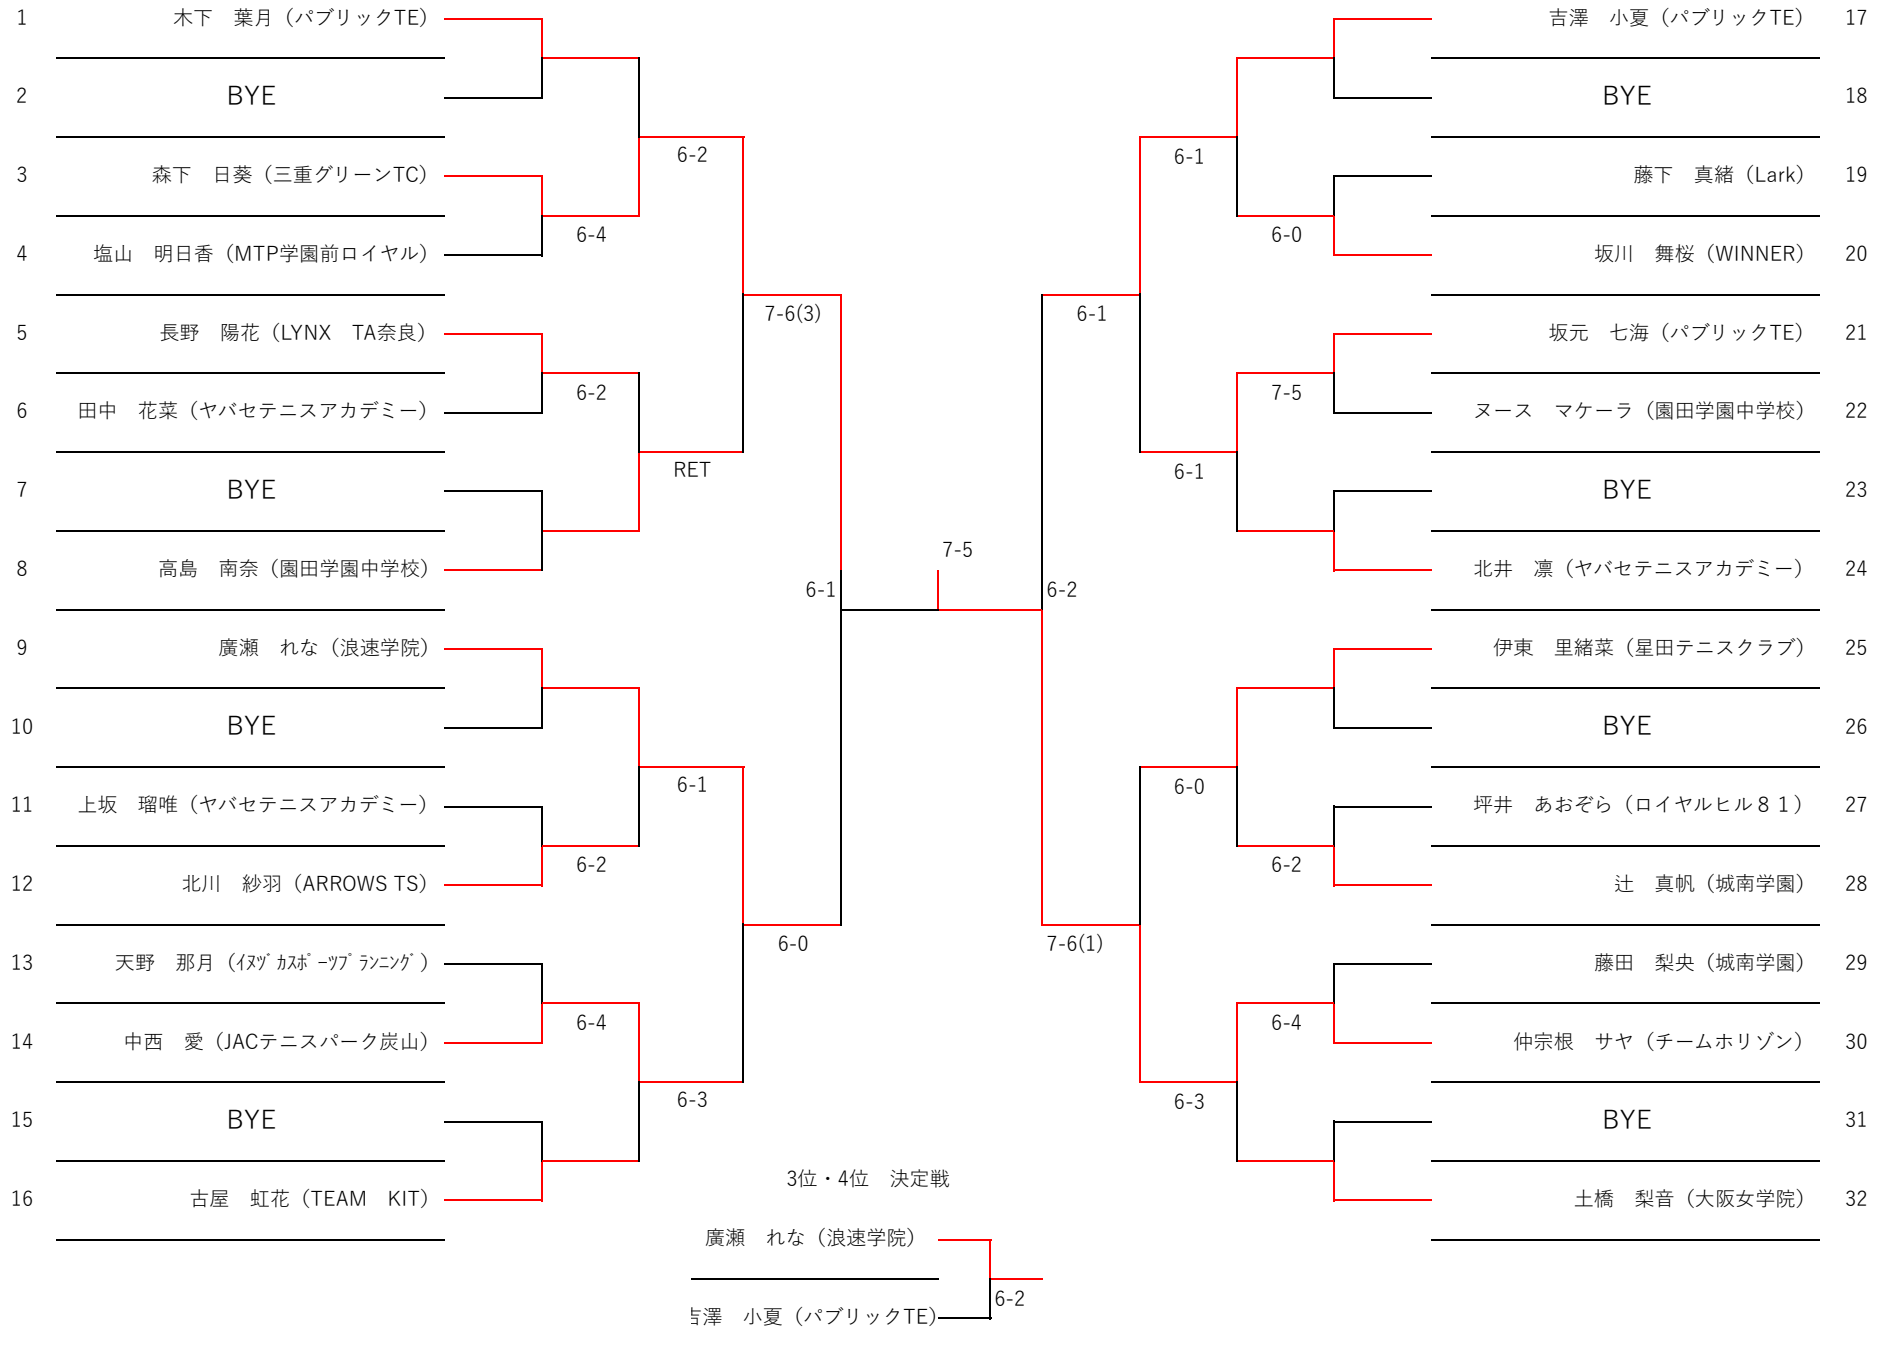 1 木下　葉月（パブリックTE）
2 BYE
3 森下　日葵（三重グリーンTC）
4 塩山　明日香（MTP学園前ロイヤル）
5 長野　陽花（LYNX　TA奈良）
6 田中　花菜（ヤバセテニスアカデミー）
7 BYE
8 高島　南奈（園田学園中学校）
9 廣瀬　れな（浪速学院）
10 BYE
11 上坂　瑠唯（ヤバセテニスアカデミー）
12 北川　紗羽（ARROWS TS）
13 天野　那月（ｲﾇﾂﾞｶｽﾎﾟｰﾂﾌﾟﾗﾝﾆﾝｸﾞ）
14 中西　愛（JACテニスパーク炭山）
15 BYE
16 古屋　虹花（TEAM　KIT）
6-4
6-2
6-2
6-4
6-2
RET
6-1
6-3
7-6(3)
6-0
6-1
7-5
6-2
6-1
7-6(1)
6-1
6-1
6-0
6-3
6-0
7-5
6-2
6-4
吉澤　小夏（パブリックTE） 17
BYE 18
藤下　真緒（Lark） 19
坂川　舞桜（WINNER） 20
坂元　七海（パブリックTE） 21
ヌース　マケーラ（園田学園中学校） 22
BYE 23
北井　凛（ヤバセテニスアカデミー） 24
伊東　里緒菜（星田テニスクラブ） 25
BYE 26
坪井　あおぞら（ロイヤルヒル８１） 27
辻　真帆（城南学園） 28
藤田　梨央（城南学園） 29
仲宗根　サヤ（チームホリゾン） 30
BYE 31
土橋　梨音（大阪女学院） 32
3位・4位　決定戦
廣瀬　れな（浪速学院）
吉澤　小夏（パブリックTE）
6-2